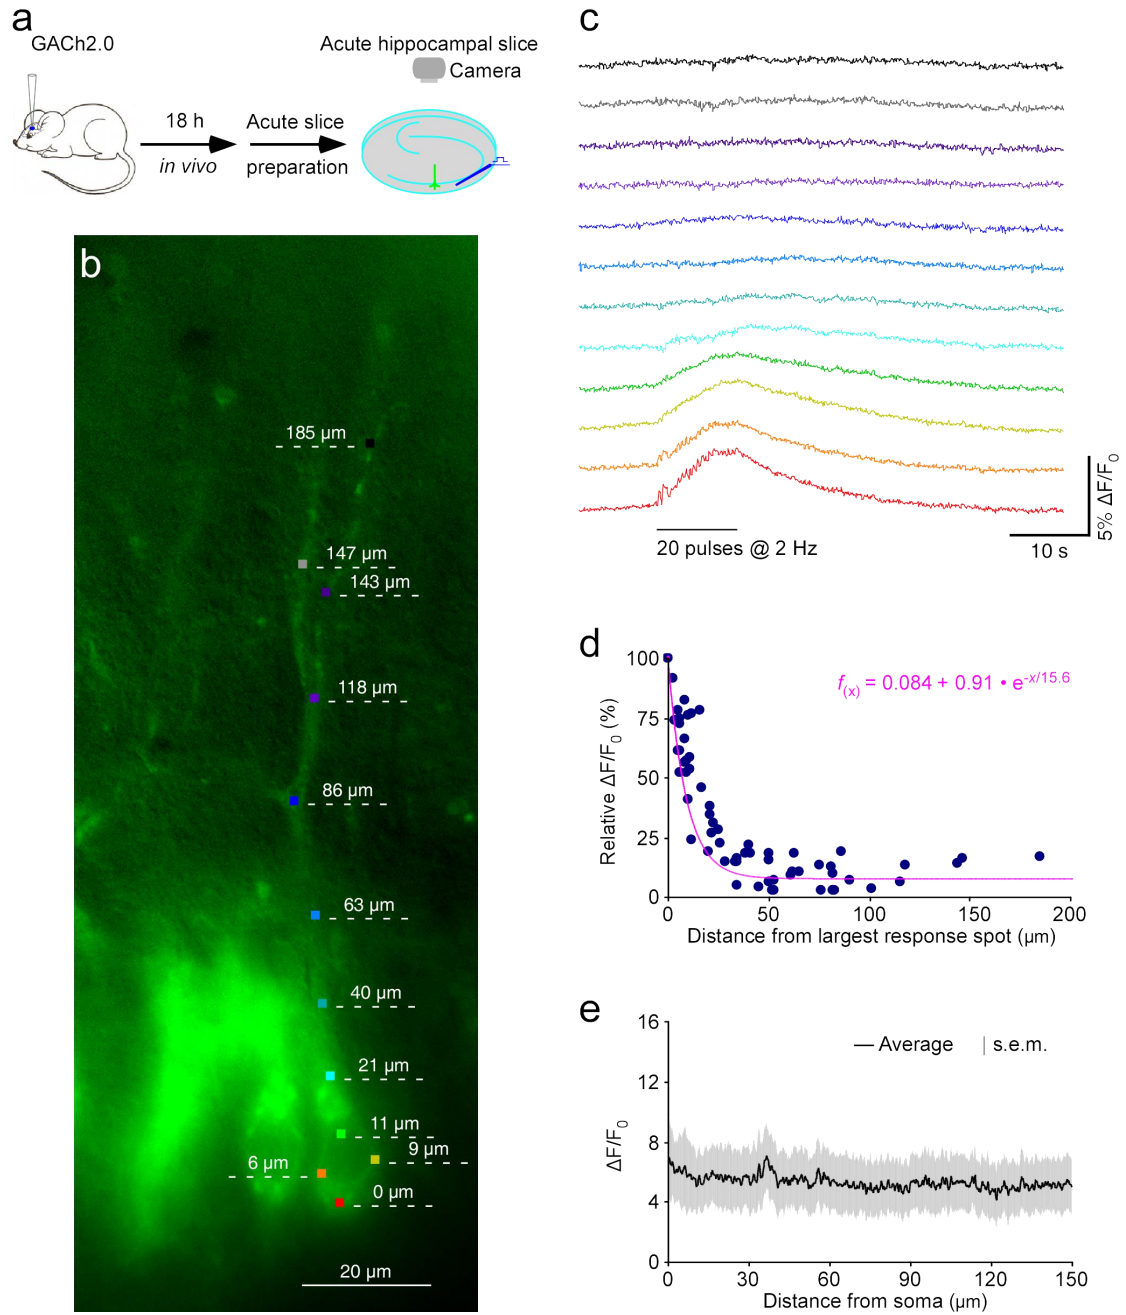 a
GACh2.0
Acute hippocampal slice
Camera
18 h
in vivo
Acute slice
preparation
b
185 µm
147 µm
143 µm
118 µm
86 µm
63 µm
40 µm
21 µm
11 µm
9 µm
6 µm
0 µm
20 µm
c
5% ΔF/F0
10 s
20 pulses @ 2 Hz
d
f(x) = 0.084 + 0.91 • e-x/15.6
Relative ΔF/F0 (%)
100
75
50
25
0
0 50 100 150 200
Distance from largest response spot (µm)
e
Average s.e.m.
ΔF/F0
16
12
8
4
0
0 30 60 90 120 150
Distance from soma (µm)